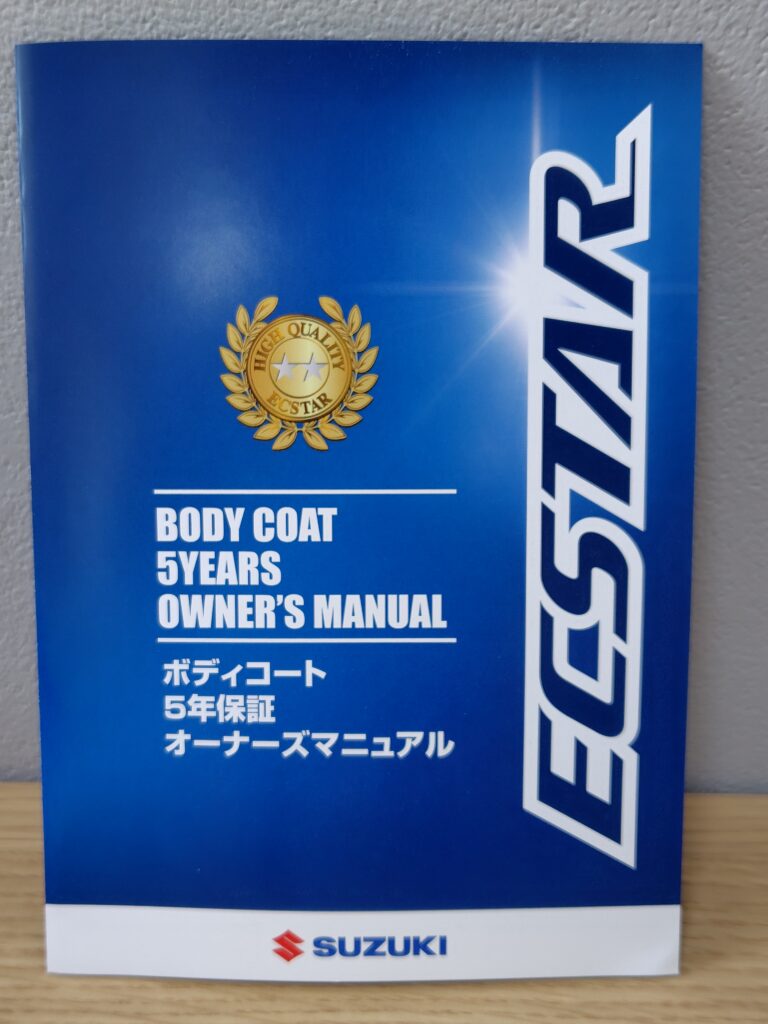 HIGH QUALITY
ECSTAR
BODY COAT
5YEARS
OWNER'S MANUAL
ボディコート
5年保証
オーナーズマニュアル
ECSTAR
SUZUKI